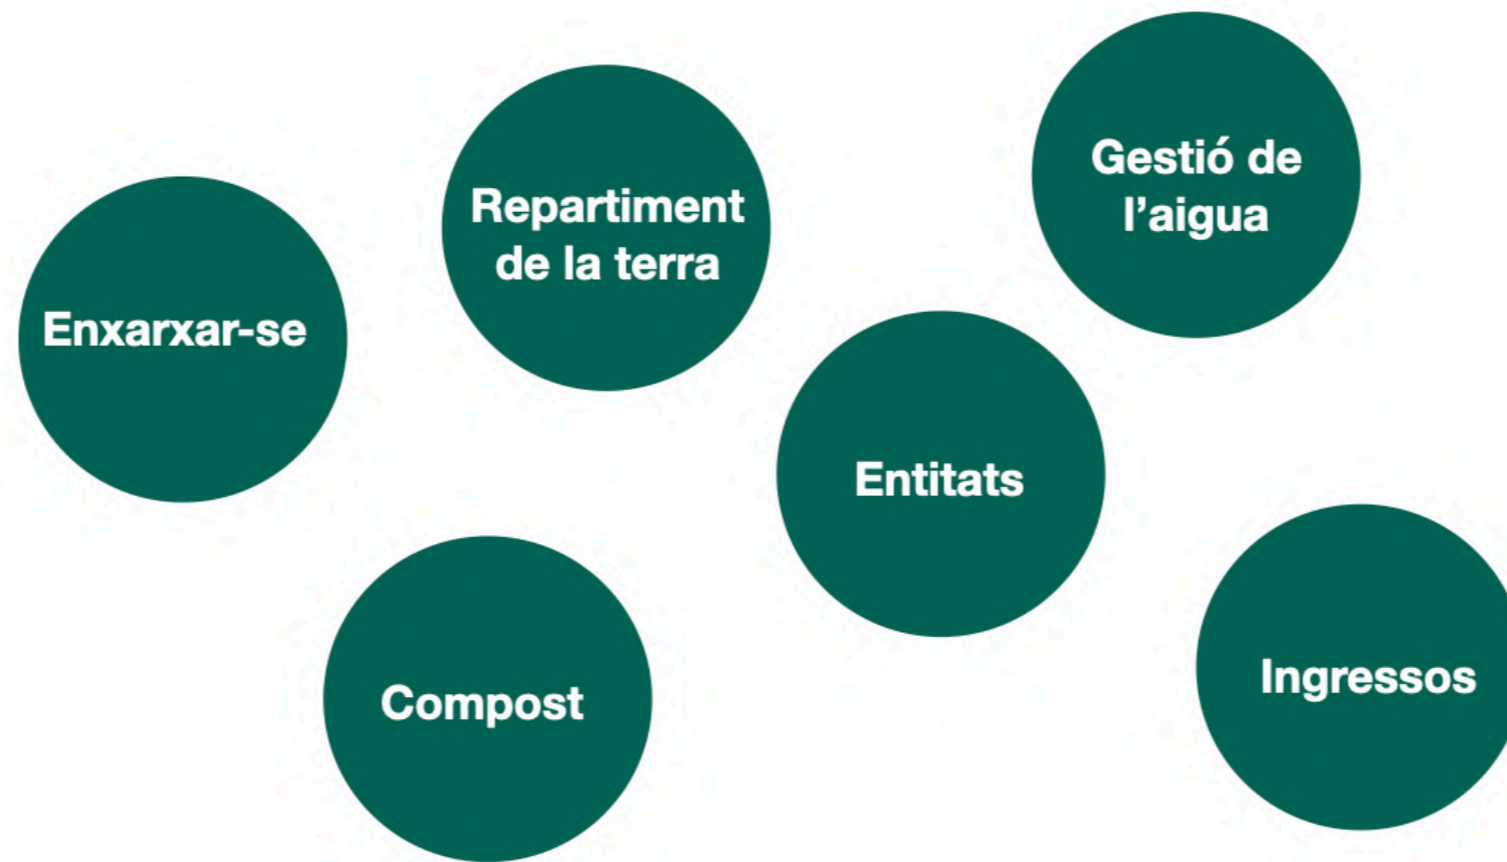 Enxarxar-se
Repartiment
de la terra
Gestió de
l’aigua
Entitats
Compost
Ingressos